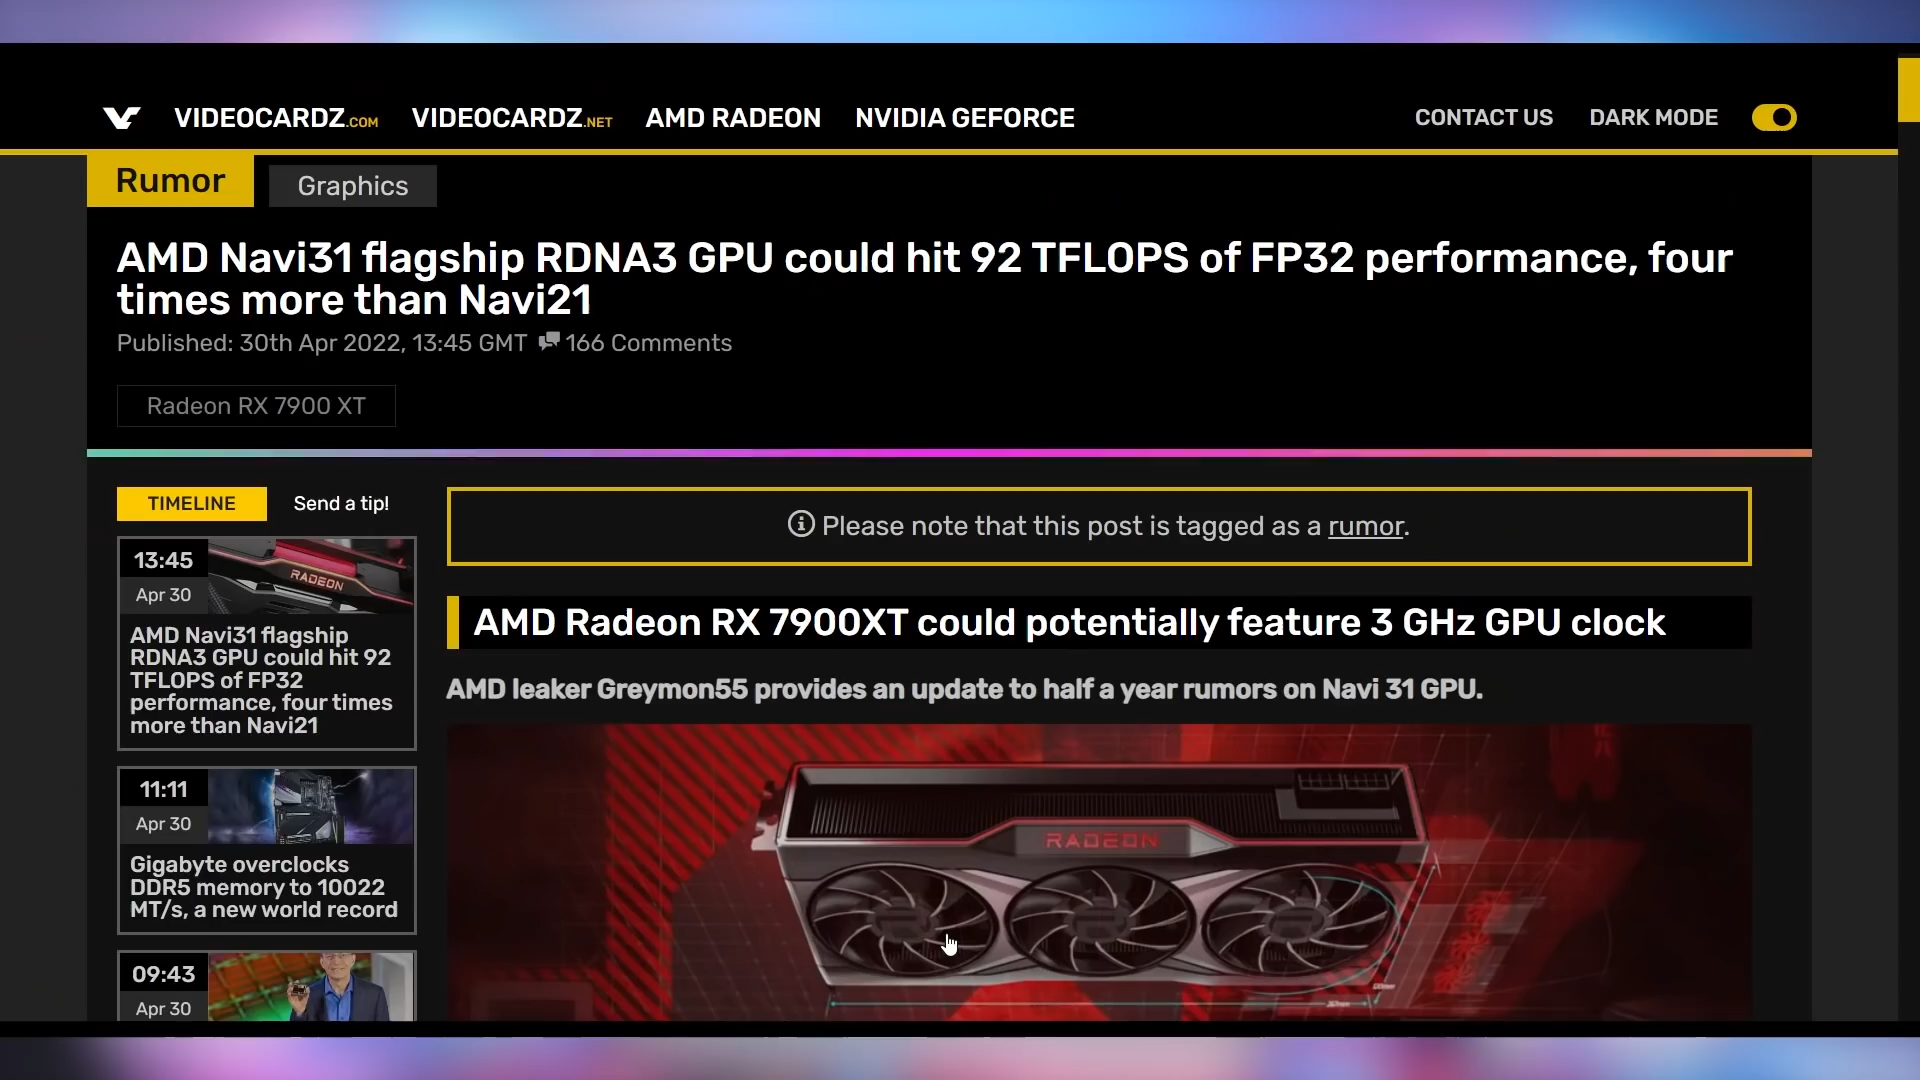 VIDEOCARDZ.COM VIDEOCARDZ.NET AMD RADEON NVIDIA GEFORCE CONTACT US DARK MODE
Rumor Graphics
AMD Navi31 flagship RDNA3 GPU could hit 92 TFLOPS of FP32 performance, four
times more than Navi21
Published: 30th Apr 2022, 13:45 GMT 166 Comments
Radeon RX 7900 XT
TIMELINE Send a tip!
13:45
Apr 30
RADEON
AMD Navi31 flagship
RDNA3 GPU could hit 92
TFLOPS of FP32
performance, four times
more than Navi21
11:11
Apr 30
Gigabyte overclocks
DDR5 memory to 10022
MT/s, a new world record
09:43
Apr 30
Please note that this post is tagged as a rumor.
AMD Radeon RX 7900XT could potentially feature 3 GHz GPU clock
AMD leaker Greymon55 provides an update to half a year rumors on Navi 31 GPU.
RADEON